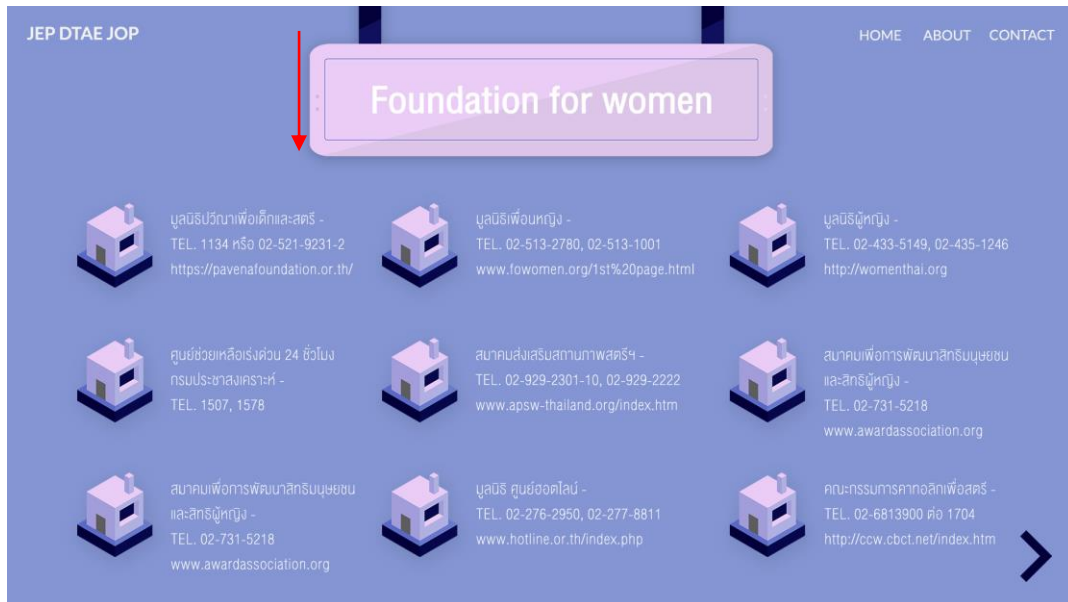 JEP DTAE JOP
HOME ABOUT CONTACT
Foundation for women
มูลนิธิปวีณาเพื่อเด็กและสตรี -
TEL. 1134 หรือ 02-521-9231-2
https://pavenafoundation.or.th/
มูลนิธิเพื่อนหญิง -
TEL. 02-513-2780, 02-513-1001
www.fowomen.org/1st%20page.html
มูลนิธิผู้หญิง -
TEL. 02-433-5149, 02-435-1246
http://womenthai.org
ศูนย์ช่วยเหลือเร่งด่วน 24 ชั่วโมง
กรมประชาสงเคราะห์ -
TEL. 1507, 1578
สมาคมส่งเสริมสถานภาพสตรีฯ -
TEL. 02-929-2301-10, 02-929-2222
www.apsw-thailand.org/index.htm
สมาคมเพื่อการพัฒนาสิทธิมนุษยชน
และสิทธิผู้หญิง -
TEL. 02-731-5218
www.awardassociation.org
สมาคมเพื่อการพัฒนาสิทธิมนุษยชน
และสิทธิผู้หญิง -
TEL. 02-731-5218
www.awardassociation.org
มูลนิธิ ศูนย์ฮอตไลน์ -
TEL. 02-276-2950, 02-277-8811
www.hotline.or.th/index.php
คณะกรรมการคาทอลิกเพื่อสตรี -
TEL. 02-6813900 ต่อ 1704
http://ccw.cbct.net/index.htm